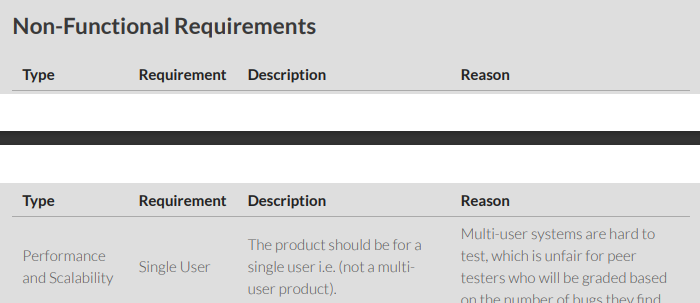 Non-Functional Requirements
Type Requirement Description Reason
Type Requirement Description Reason
Performance and Scalability
Single User
The product should be for a
single user i.e. (not a multi-
user product).
Multi-user systems are hard to
test, which is unfair for peer
testers who will be graded based
on the number of bugs they find